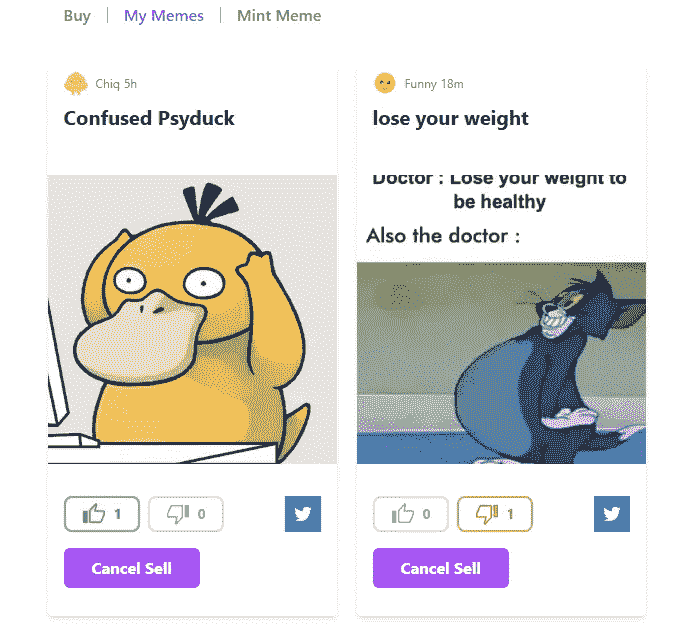 Buy My Memes Mint Meme
Chiq 5h
Confused Psyduck
1 0
Cancel Sell
Funny 18m
lose your weight
Doctor : Lose your weight to
be healthy
Also the doctor :
0 1
Cancel Sell